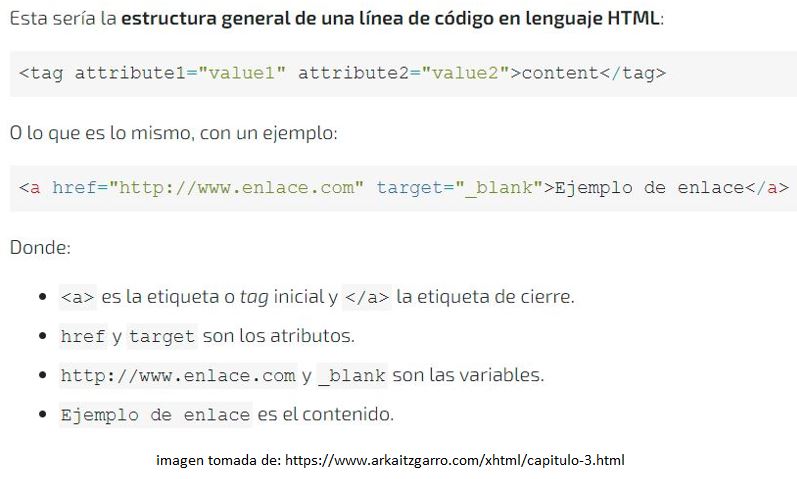 Esta sería la estructura general de una línea de código en lenguaje HTML:
<tag attribute1="value1" attribute2="value2">content</tag>
O lo que es lo mismo, con un ejemplo:
<a href="http://www.enlace.com" target="_blank">Ejemplo de enlace</a>
Donde:
• <a> es la etiqueta o tag inicial y </a> la etiqueta de cierre.
• href y target son los atributos.
• http://www.enlace.com y _blank son las variables.
• Ejemplo de enlace es el contenido.
imagen tomada de: https://www.arkaitzgarro.com/xhtml/capitulo-3.html